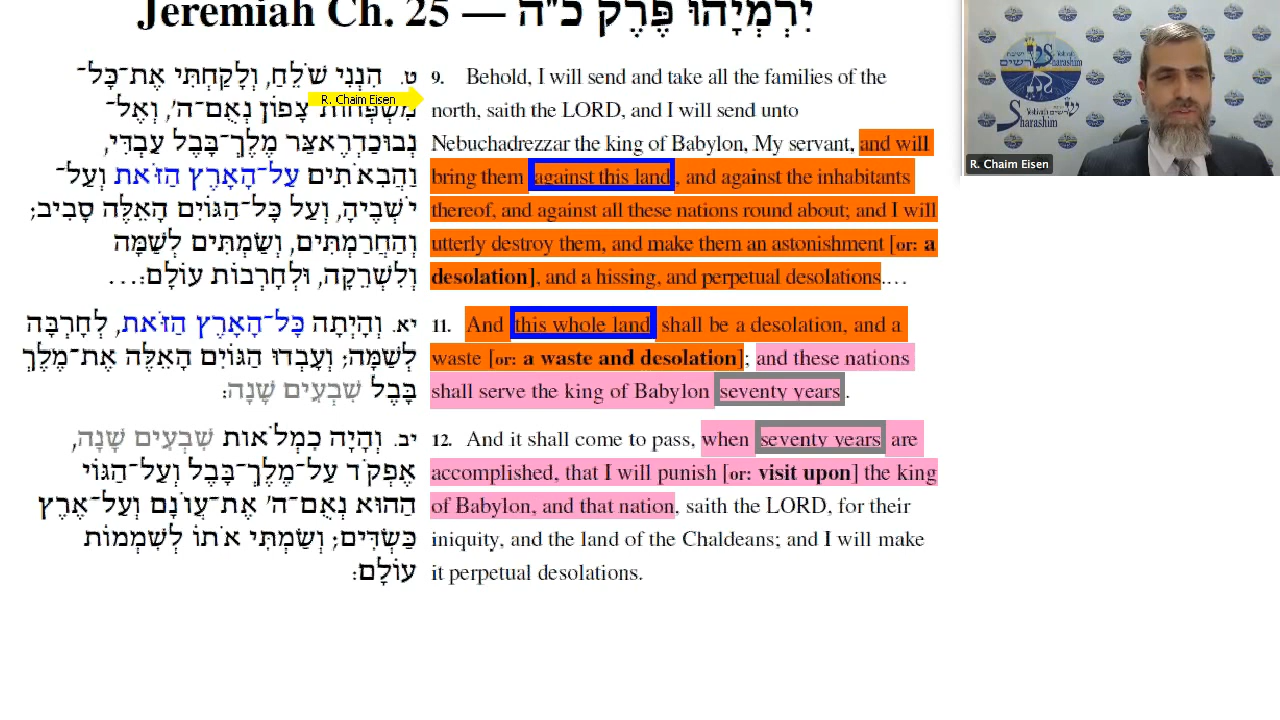 Jeremiah Ch. 25 — יִרְמְיָהוּ פֶּרֶק כ"ה
ט. הִנְנִי שֹׁלֵחַ, וְלָקַחְתִּי אֶת־כָּל־
מִשְׁפְּחוֹת צָפוֹן נְאֻם־ה', וְאֶל־
נְבוּכַדְרֶאצַּר מֶלֶךְ־בָּבֶל עַבְדִּי,
וַהֲבִאֹתִים עַל־הָאָרֶץ הַזֹּאת וְעַל־
יֹשְׁבֶיהָ, וְעַל כָּל־הַגּוֹיִם הָאֵלֶּה סָבִיב;
וְהַחֲרַמְתִּים, וְשַׂמְתִּים לְשַׁמָּה
וְלִשְׁרֵקָה, וּלְחָרְבוֹת עוֹלָם:...
R. Chaim Eisen
9. Behold, I will send and take all the families of the
north, saith the LORD, and I will send unto
Nebuchadrezzar the king of Babylon, My servant, and will
bring them against this land, and against the inhabitants
thereof, and against all these nations round about; and I will
utterly destroy them, and make them an astonishment [or: a
desolation], and a hissing, and perpetual desolations....
יא. וְהָיְתָה כָּל־הָאָרֶץ הַזֹּאת, לְחָרְבָּה
לְשַׁמָּה; וְעָבְדוּ הַגּוֹיִם הָאֵלֶּה אֶת־מֶלֶךְ
בָּבֶל שִׁבְעִים שָׁנָה:
11. And this whole land shall be a desolation, and a
waste [or: a waste and desolation]; and these nations
shall serve the king of Babylon seventy years.
יב. וְהָיָה כִמְלֹאות שִׁבְעִים שָׁנָה,
אֶפְקֹד עַל־מֶלֶךְ־בָּבֶל וְעַל־הַגּוֹי
הַהוּא נְאֻם־ה' אֶת־עֲוֹנָם וְעַל־אֶרֶץ
כַּשְׂדִּים; וְשַׂמְתִּי אֹתוֹ לְשִׁמְמוֹת
עוֹלָם:
12. And it shall come to pass, when seventy years are
accomplished, that I will punish [or: visit upon] the king
of Babylon, and that nation, saith the LORD, for their
iniquity, and the land of the Chaldeans; and I will make
it perpetual desolations.
Sharashim
R. Chaim Eisen